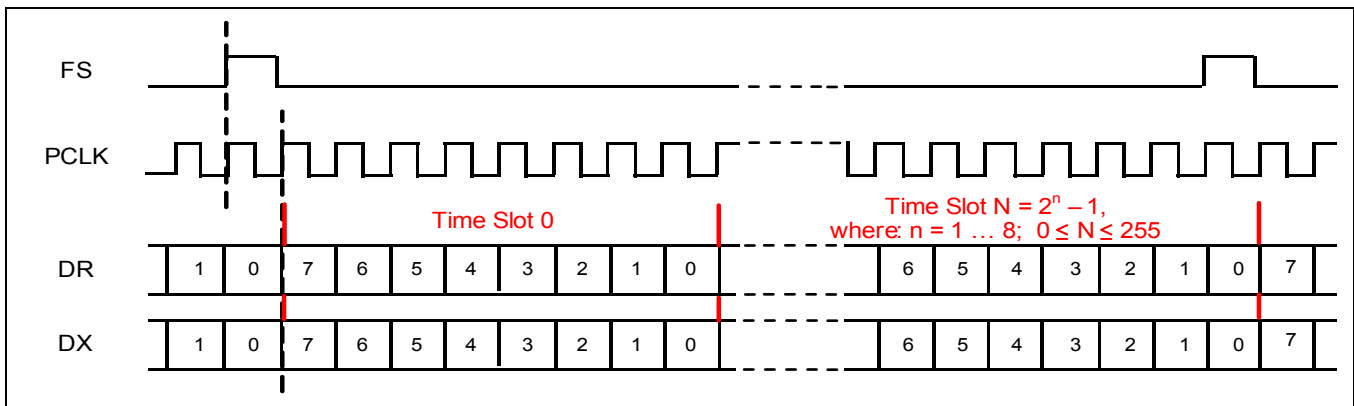 FS
PCLK
Time Slot 0
Time Slot N = 2ⁿ – 1,
where: n = 1 … 8; 0 ≤ N ≤ 255
DR 1 0 7 6 5 4 3 2 1 0 6 5 4 3 2 1 0 7
DX 1 0 7 6 5 4 3 2 1 0 6 5 4 3 2 1 0 7